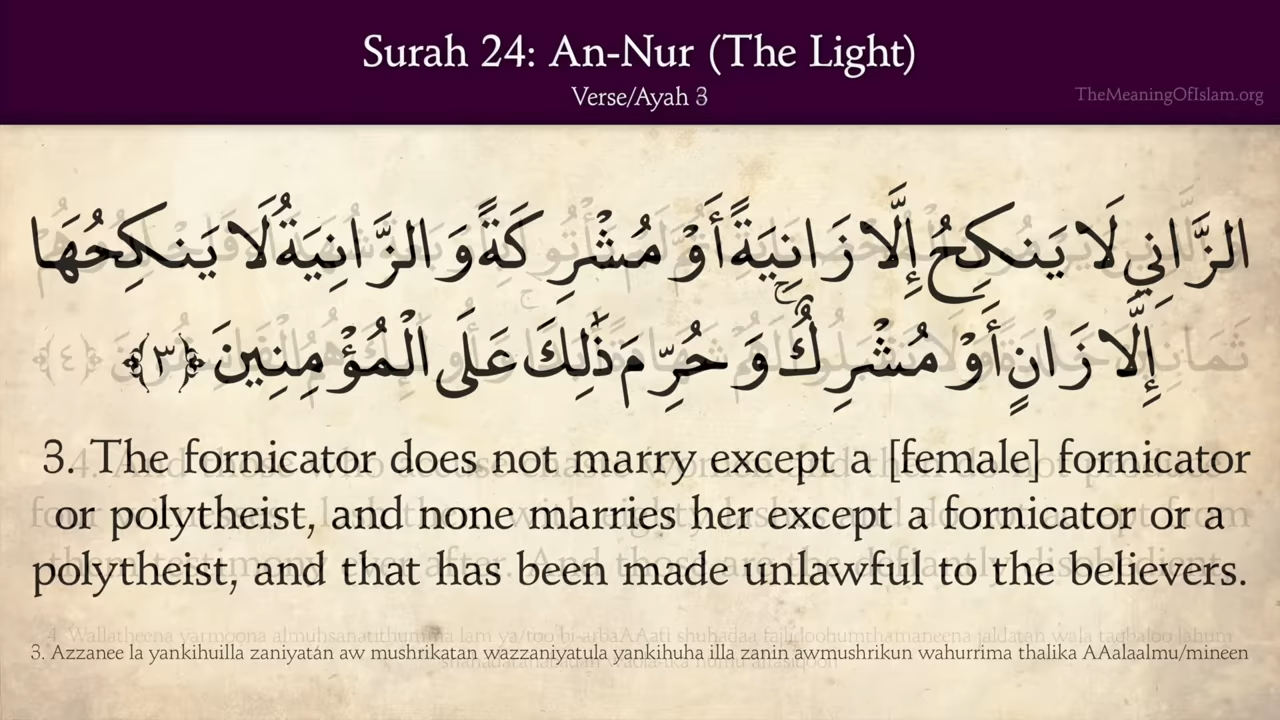 Surah 24: An-Nur (The Light)
Verse/Ayah 3
TheMeaningOfIslam.org
الزَّانِي لَا يَنكِحُ إِلَّا زَانِيَةً أَوْ مُشْرِكَةً وَالزَّانِيَةُ لَا يَنكِحُهَا
إِلَّا زَانٍ أَوْ مُشْرِكٌ ۚ وَحُرِّمَ ذَٰلِكَ عَلَى الْمُؤْمِنِينَ ﴿٣﴾
3. The fornicator does not marry except a [female] fornicator
or polytheist, and none marries her except a fornicator or a
polytheist, and that has been made unlawful to the believers.
3. Azzanee la yankihuilla zaniyatan aw mushrikatan wazzaniyatula yankihuha illa zanin awmushrikun wahurrima thalika AAalaalmu/mineen